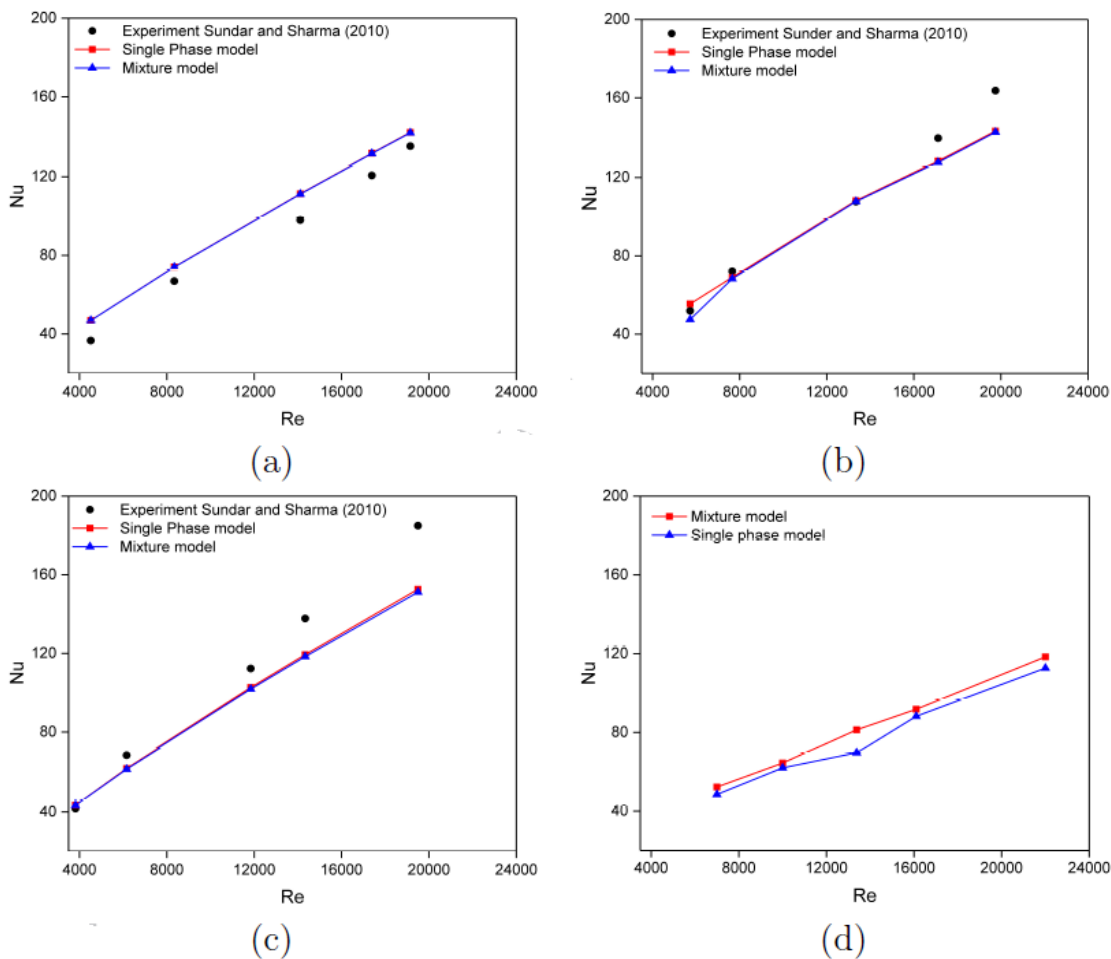 200
160
120
80
40
Nu
Experiment Sundar and Sharma (2010)
Single Phase model
Mixture model
4000 8000 12000 16000 20000 24000
Re
(a)
200
160
120
80
40
Nu
Experiment Sunder and Sharma (2010)
Single Phase model
Mixture model
4000 8000 12000 16000 20000 24000
Re
(b)
200
160
120
80
40
Nu
Experiment Sundar and Sharma (2010)
Single Phase model
Mixture model
4000 8000 12000 16000 20000 24000
Re
(c)
200
160
120
80
40
Nu
Mixture model
Single phase model
4000 8000 12000 16000 20000 24000
Re
(d)